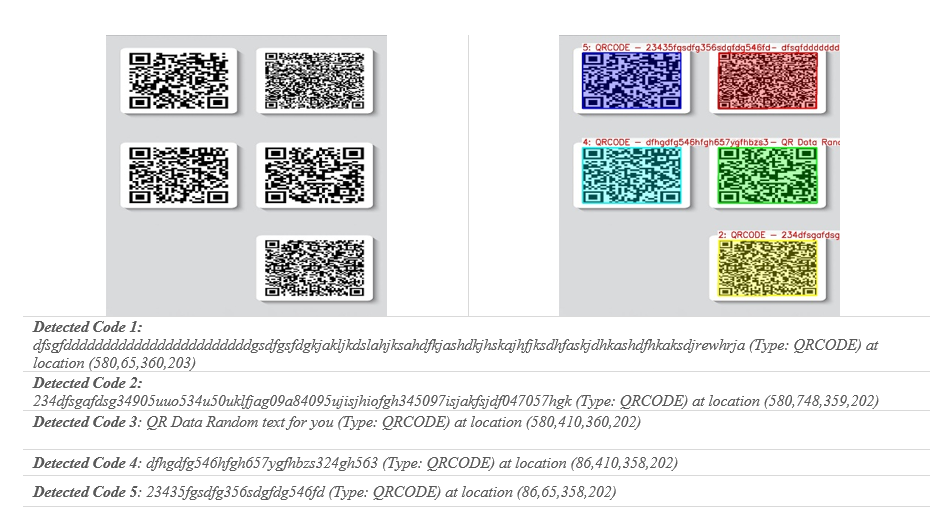 5: QRCODE - 23435fgsdfg356sdgfdg546fd- dfsgfddddddd
4: QRCODE - dfhgdfg546hfgh657ygfhbzs3- QR Data Ranc
2: QRCODE - 234dfsgafdsg
Detected Code 1:
dfsgfddddddddddddddddddddddddgsdfgsfdgkjakljkdslahjksahdfkjashdkjhskajhfjksdhfaskjdhkashdfhkaksdjrewhrja (Type: QRCODE) at
location (580,65,360,203)
Detected Code 2:
234dfsgafdsg34905uuo534u50uklfjag09a84095ujisjhiofgh345097isjakfsjdf047057hgk (Type: QRCODE) at location (580,748,359,202)
Detected Code 3: QR Data Random text for you (Type: QRCODE) at location (580,410,360,202)
Detected Code 4: dfhgdfg546hfgh657ygfhbzs324gh563 (Type: QRCODE) at location (86,410,358,202)
Detected Code 5: 23435fgsdfg356sdgfdg546fd (Type: QRCODE) at location (86,65,358,202)